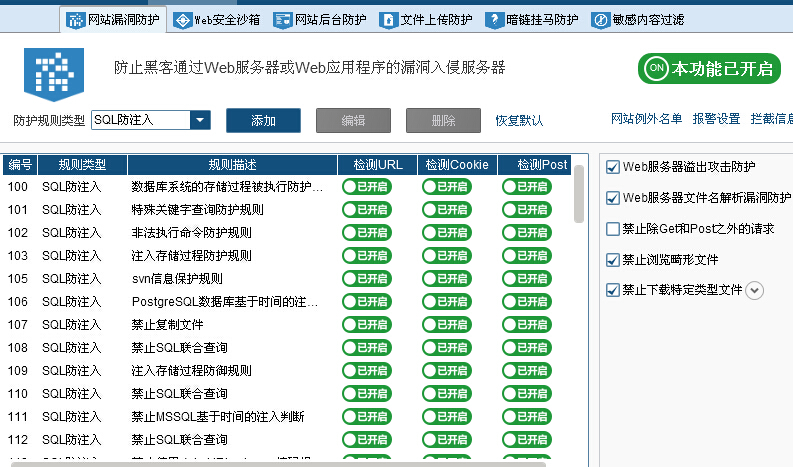 网站漏洞防护 Web安全沙箱 网站后台防护 文件上传防护 暗链挂马防护 敏感内容过滤
防止黑客通过Web服务器或Web应用程序的漏洞入侵服务器
ON 本功能已开启
防护规则类型 SQL防注入 添加 编辑 删除 恢复默认 网站例外名单 报警设置 拦截信息
编号 规则类型 规则描述 检测URL 检测Cookie 检测Post
100 SQL防注入 数据库系统的存储过程被执行防护... 已开启 已开启 已开启
101 SQL防注入 特殊关键字查询防护规则 已开启 已开启 已开启
102 SQL防注入 非法执行命令防护规则 已开启 已开启 已开启
103 SQL防注入 注入存储过程防护规则 已开启 已开启 已开启
105 SQL防注入 svn信息保护规则 已开启 已开启 已开启
106 SQL防注入 PostgreSQL数据库基于时间的注... 已开启 已开启 已开启
107 SQL防注入 禁止复制文件 已开启 已开启 已开启
108 SQL防注入 禁止SQL联合查询 已开启 已开启 已开启
109 SQL防注入 注入存储过程防御规则 已开启 已开启 已开启
110 SQL防注入 禁止SQL联合查询 已开启 已开启 已开启
111 SQL防注入 禁止MSSQL基于时间的注入判断 已开启 已开启 已开启
112 SQL防注入 禁止SQL联合查询 已开启 已开启 已开启
Web服务器溢出攻击防护
Web服务器文件名解析漏洞防护
禁止除Get和Post之外的请求
禁止浏览畸形文件
禁止下载特定类型文件